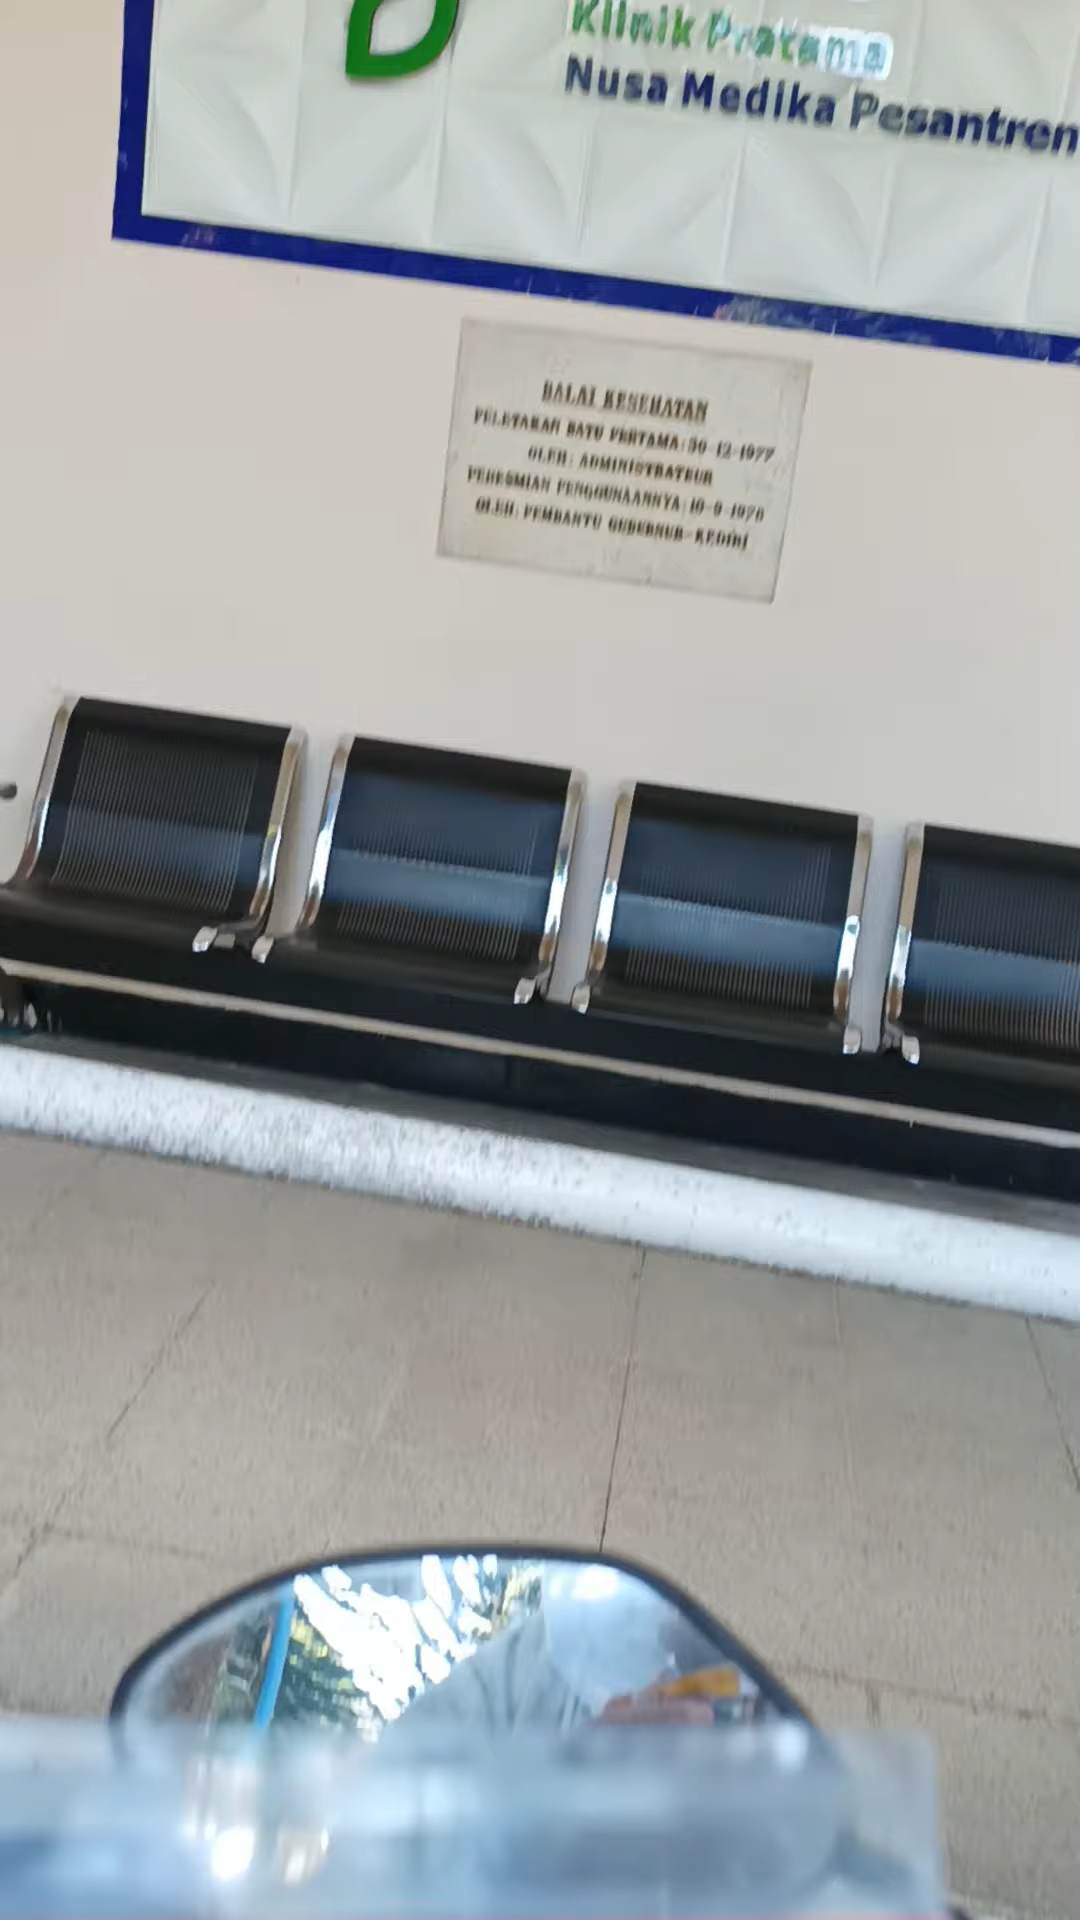 Klinik Pratama
Nusa Medika Pesantren
BALAI KESEHATAN
PELETAKAN BATU PERTAMA: 30-12-1977
OLEH: ADMINISTRATEUR
PERESMIAN PENGGUNAANNYA: 10-9-1978
OLEH: PEMBANTU GUBERNUR-KEDIRI